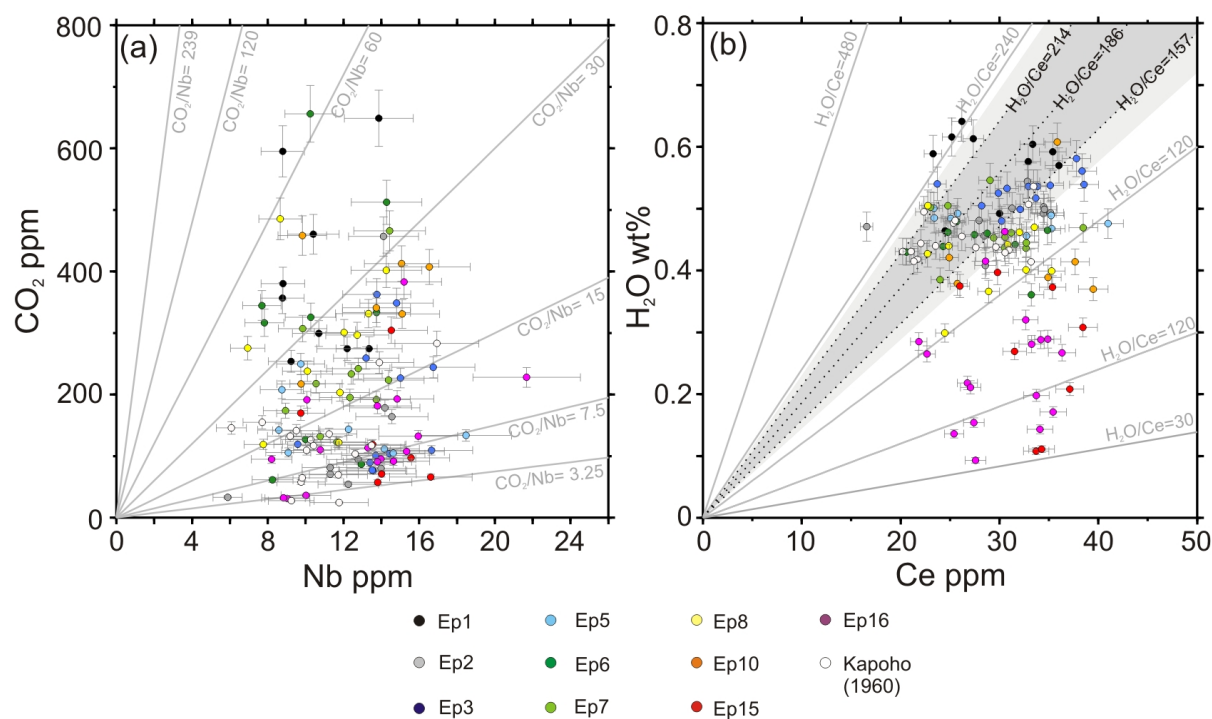 (a)
CO₂/Nb= 239
CO₂/Nb= 120
CO₂/Nb= 60
CO₂/Nb= 30
CO₂/Nb= 15
CO₂/Nb= 7.5
CO₂/Nb= 3.25
800
600
400
200
0
CO₂ ppm
0 4 8 12 16 20 24
Nb ppm
(b)
H₂O/Ce=480
H₂O/Ce=240
H₂O/Ce=214
H₂O/Ce=186
H₂O/Ce=157
H₂O/Ce=120
H₂O/Ce=120
H₂O/Ce=30
0.8
0.6
0.4
0.2
0
H₂O wt%
0 10 20 30 40 50
Ce ppm
Ep1
Ep2
Ep3
Ep5
Ep6
Ep7
Ep8
Ep10
Ep15
Ep16
Kapoho
(1960)